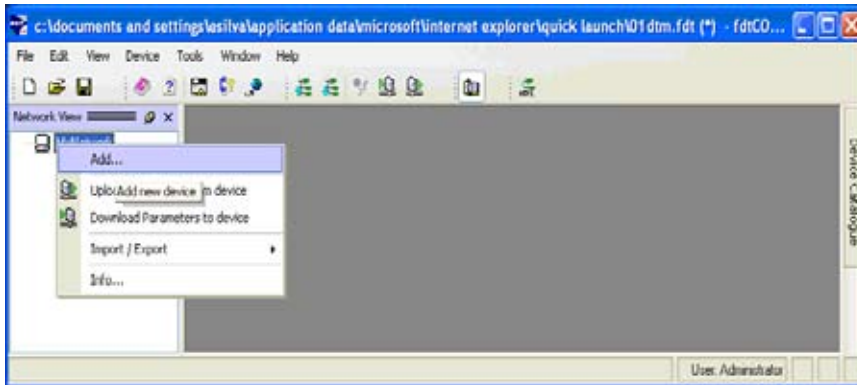 c:\documents and settings\esilva\application data\microsoft\internet explorer\quick launch\01dtm.fdt (*) - fdtCO...
File Edit View Device Tools Window Help
Network View
Add...
Add new device
m device
Download Parameters to device
Import / Export
Info...
Device Catalogue
User: Administrator